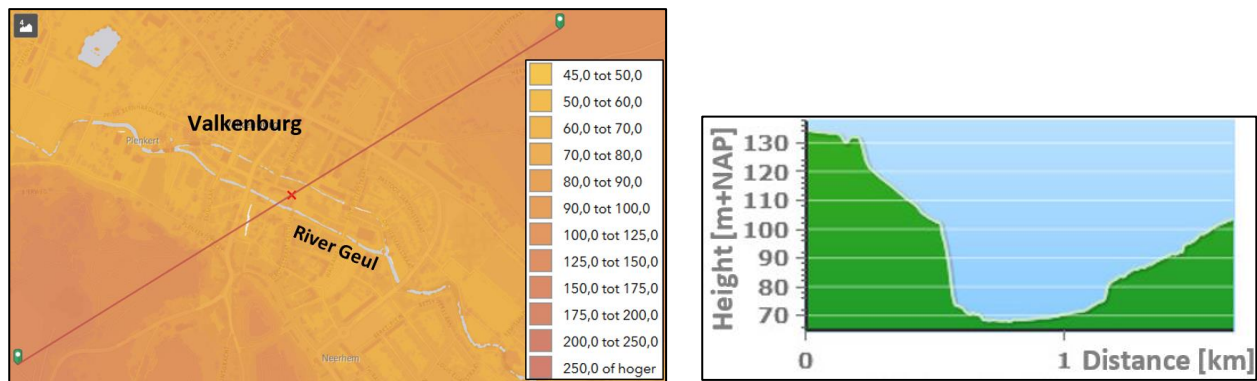 4
Valkenburg
Plenkert
River Geul
Neerhem
45,0 tot 50,0
50,0 tot 60,0
60,0 tot 70,0
70,0 tot 80,0
80,0 tot 90,0
90,0 tot 100,0
100,0 tot 125,0
125,0 tot 150,0
150,0 tot 175,0
175,0 tot 200,0
200,0 tot 250,0
250,0 of hoger
Height [m+NAP]
130
120
110
100
90
80
70
0
1
Distance [km]